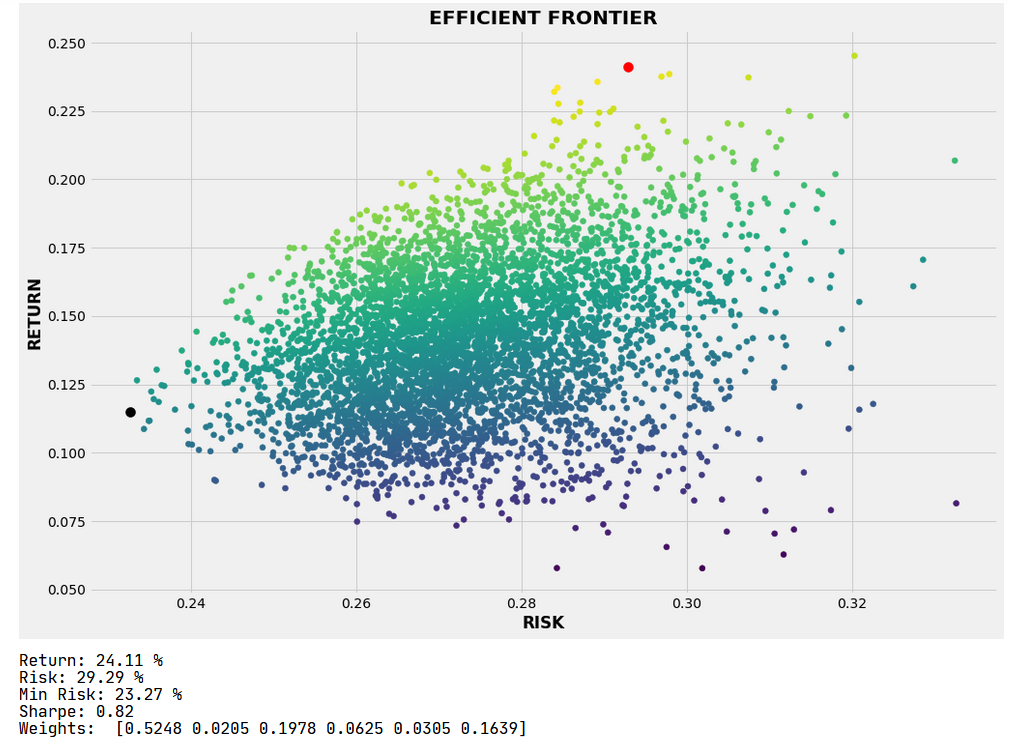 EFFICIENT FRONTIER
0.250
0.225
0.200
0.175
0.150
0.125
0.100
0.075
0.050
RETURN
0.24 0.26 0.28 0.30 0.32
RISK
Return: 24.11 %
Risk: 29.29 %
Min Risk: 23.27 %
Sharpe: 0.82
Weights:  [0.5248 0.0205 0.1978 0.0625 0.0305 0.1639]